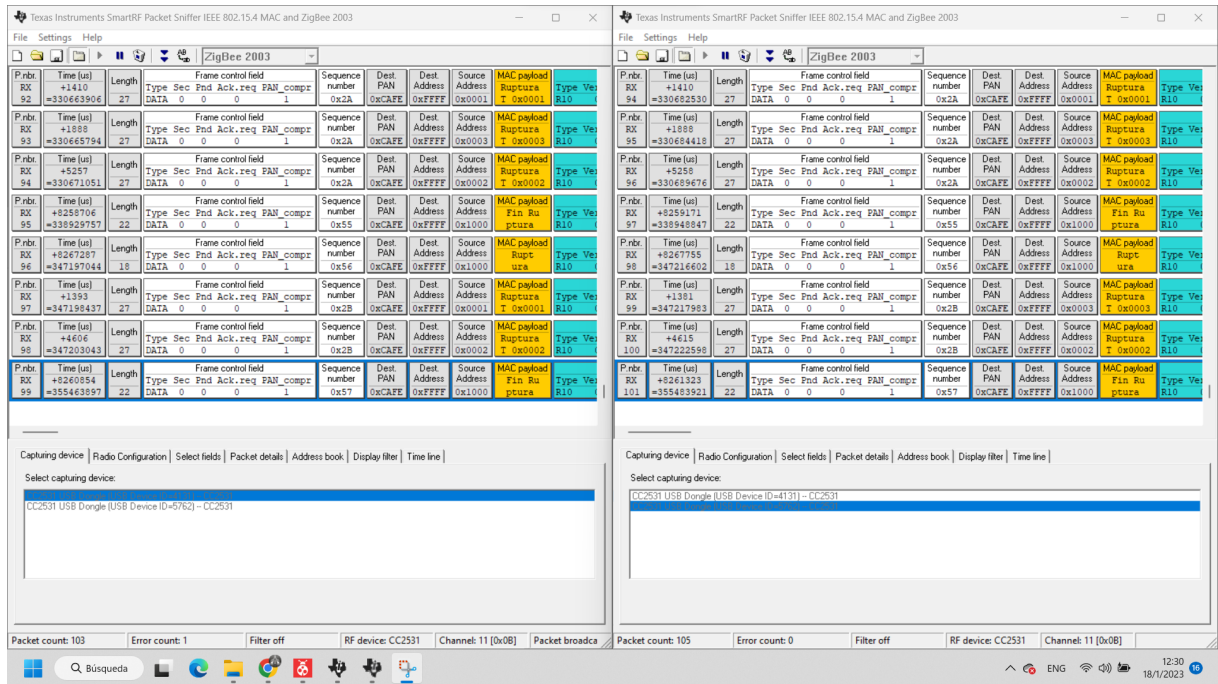 Texas Instruments SmartRF Packet Sniffer IEEE 802.15.4 MAC and ZigBee 2003
File Settings Help
ZigBee 2003
P.nbr. Time (us) Length Frame control field Sequence Dest. Dest. Source MAC payload
RX +1410 Type Sec Pnd Ack.req PAN_compr number PAN Address Address Ruptura Type Ver
92 =330663906 27 DATA 0 0 0 1 0x2A 0xCAFE 0xFFFF 0x0001 T 0x0001 R10
P.nbr. Time (us) Length Frame control field Sequence Dest. Dest. Source MAC payload
RX +1888 Type Sec Pnd Ack.req PAN_compr number PAN Address Address Ruptura Type Ver
93 =330665794 27 DATA 0 0 0 1 0x2A 0xCAFE 0xFFFF 0x0003 T 0x0003 R10
P.nbr. Time (us) Length Frame control field Sequence Dest. Dest. Source MAC payload
RX +5257 Type Sec Pnd Ack.req PAN_compr number PAN Address Address Ruptura Type Ver
94 =330671051 27 DATA 0 0 0 1 0x2A 0xCAFE 0xFFFF 0x0002 T 0x0002 R10
P.nbr. Time (us) Length Frame control field Sequence Dest. Dest. Source MAC payload
RX +8258706 Type Sec Pnd Ack.req PAN_compr number PAN Address Address Fin Ru Type Ver
95 =338929757 22 DATA 0 0 0 1 0x55 0xCAFE 0xFFFF 0x1000 ptura R10
P.nbr. Time (us) Length Frame control field Sequence Dest. Dest. Source MAC payload
RX +8267287 Type Sec Pnd Ack.req PAN_compr number PAN Address Address Rupt Type Ver
96 =347197044 18 DATA 0 0 0 1 0x56 0xCAFE 0xFFFF 0x1000 ura R10
P.nbr. Time (us) Length Frame control field Sequence Dest. Dest. Source MAC payload
RX +1393 Type Sec Pnd Ack.req PAN_compr number PAN Address Address Ruptura Type Ver
97 =347198437 27 DATA 0 0 0 1 0x2B 0xCAFE 0xFFFF 0x0001 T 0x0001 R10
P.nbr. Time (us) Length Frame control field Sequence Dest. Dest. Source MAC payload
RX +4606 Type Sec Pnd Ack.req PAN_compr number PAN Address Address Ruptura Type Ver
98 =347203043 27 DATA 0 0 0 1 0x2B 0xCAFE 0xFFFF 0x0002 T 0x0002 R10
P.nbr. Time (us) Length Frame control field Sequence Dest. Dest. Source MAC payload
RX +8260854 Type Sec Pnd Ack.req PAN_compr number PAN Address Address Fin Ru Type Ver
99 =355463897 22 DATA 0 0 0 1 0x57 0xCAFE 0xFFFF 0x1000 ptura R10
Capturing device Radio Configuration Select fields Packet details Address book Display filter Time line
Select capturing device:
CC2531 USB Dongle (USB Device ID=5762) -- CC2531
Packet count: 103 Error count: 1 Filter off RF device: CC2531 Channel: 11 [0x0B] Packet broadca
Texas Instruments SmartRF Packet Sniffer IEEE 802.15.4 MAC and ZigBee 2003
File Settings Help
ZigBee 2003
P.nbr. Time (us) Length Frame control field Sequence Dest. Dest. Source MAC payload
RX +1410 Type Sec Pnd Ack.req PAN_compr number PAN Address Address Ruptura Type Ver
94 =330682530 27 DATA 0 0 0 1 0x2A 0xCAFE 0xFFFF 0x0001 T 0x0001 R10
P.nbr. Time (us) Length Frame control field Sequence Dest. Dest. Source MAC payload
RX +1888 Type Sec Pnd Ack.req PAN_compr number PAN Address Address Ruptura Type Ver
95 =330684418 27 DATA 0 0 0 1 0x2A 0xCAFE 0xFFFF 0x0003 T 0x0003 R10
P.nbr. Time (us) Length Frame control field Sequence Dest. Dest. Source MAC payload
RX +5258 Type Sec Pnd Ack.req PAN_compr number PAN Address Address Ruptura Type Ver
96 =330689676 27 DATA 0 0 0 1 0x2A 0xCAFE 0xFFFF 0x0002 T 0x0002 R10
P.nbr. Time (us) Length Frame control field Sequence Dest. Dest. Source MAC payload
RX +8259171 Type Sec Pnd Ack.req PAN_compr number PAN Address Address Fin Ru Type Ver
97 =338948847 22 DATA 0 0 0 1 0x55 0xCAFE 0xFFFF 0x1000 ptura R10
P.nbr. Time (us) Length Frame control field Sequence Dest. Dest. Source MAC payload
RX +8267755 Type Sec Pnd Ack.req PAN_compr number PAN Address Address Rupt Type Ver
98 =347216602 18 DATA 0 0 0 1 0x56 0xCAFE 0xFFFF 0x1000 ura R10
P.nbr. Time (us) Length Frame control field Sequence Dest. Dest. Source MAC payload
RX +1381 Type Sec Pnd Ack.req PAN_compr number PAN Address Address Ruptura Type Ver
99 =347217983 27 DATA 0 0 0 1 0x2B 0xCAFE 0xFFFF 0x0003 T 0x0001 R10
P.nbr. Time (us) Length Frame control field Sequence Dest. Dest. Source MAC payload
RX +4615 Type Sec Pnd Ack.req PAN_compr number PAN Address Address Ruptura Type Ver
100 =347222598 27 DATA 0 0 0 1 0x2B 0xCAFE 0xFFFF 0x0002 T 0x0002 R10
P.nbr. Time (us) Length Frame control field Sequence Dest. Dest. Source MAC payload
RX +8261323 Type Sec Pnd Ack.req PAN_compr number PAN Address Address Fin Ru Type Ver
101 =355483921 22 DATA 0 0 0 1 0x57 0xCAFE 0xFFFF 0x1000 ptura R10
Capturing device Radio Configuration Select fields Packet details Address book Display filter Time line
Select capturing device:
CC2531 USB Dongle (USB Device ID=4131) -- CC2531
Packet count: 105 Error count: 0 Filter off RF device: CC2531 Channel: 11 [0x0B]
Búsqueda
ENG
12:30
18/1/2023
16